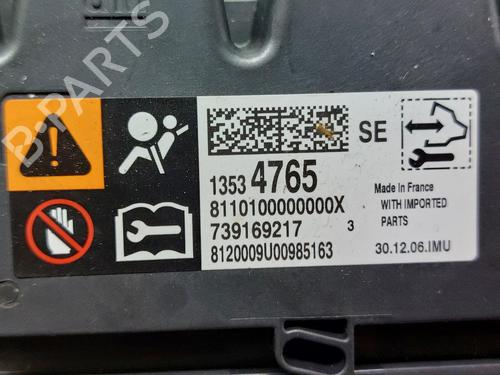 B-PARTS
SE
1353 4765
8110100000000X
739169217 3
8120009U00985163
Made in France
WITH IMPORTED
PARTS
30.12.06.IMU